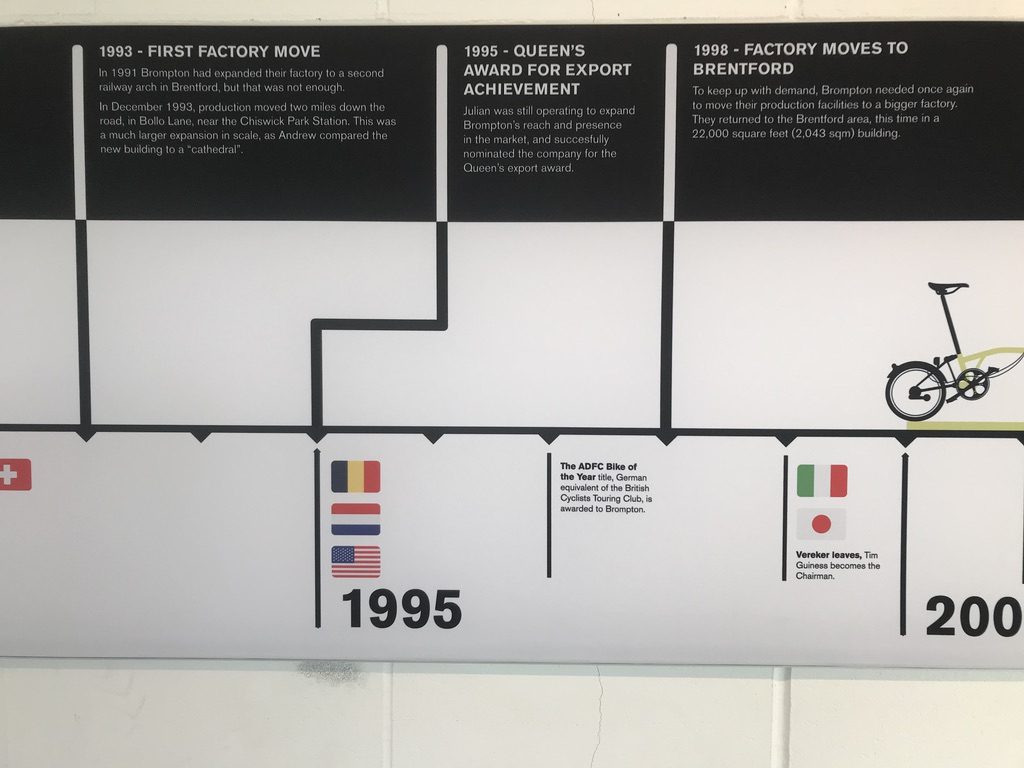 1993 - FIRST FACTORY MOVE
In 1991 Brompton had expanded their factory to a second
railway arch in Brentford, but that was not enough.
In December 1993, production moved two miles down the
road, in Bollo Lane, near the Chiswick Park Station. This was
a much larger expansion in scale, as Andrew compared the
new building to a “cathedral”.
1995 - QUEEN’S
AWARD FOR EXPORT
ACHIEVEMENT
Julian was still operating to expand
Brompton’s reach and presence
in the market, and succesfully
nominated the company for the
Queen’s export award.
1998 - FACTORY MOVES TO
BRENTFORD
To keep up with demand, Brompton needed once again
to move their production facilities to a bigger factory.
They returned to the Brentford area, this time in a
22,000 square feet (2,043 sqm) building.
The ADFC Bike of
the Year title, German
equivalent of the British
Cyclists Touring Club, is
awarded to Brompton.
Vereker leaves, Tim
Guiness becomes the
Chairman.
1995
200